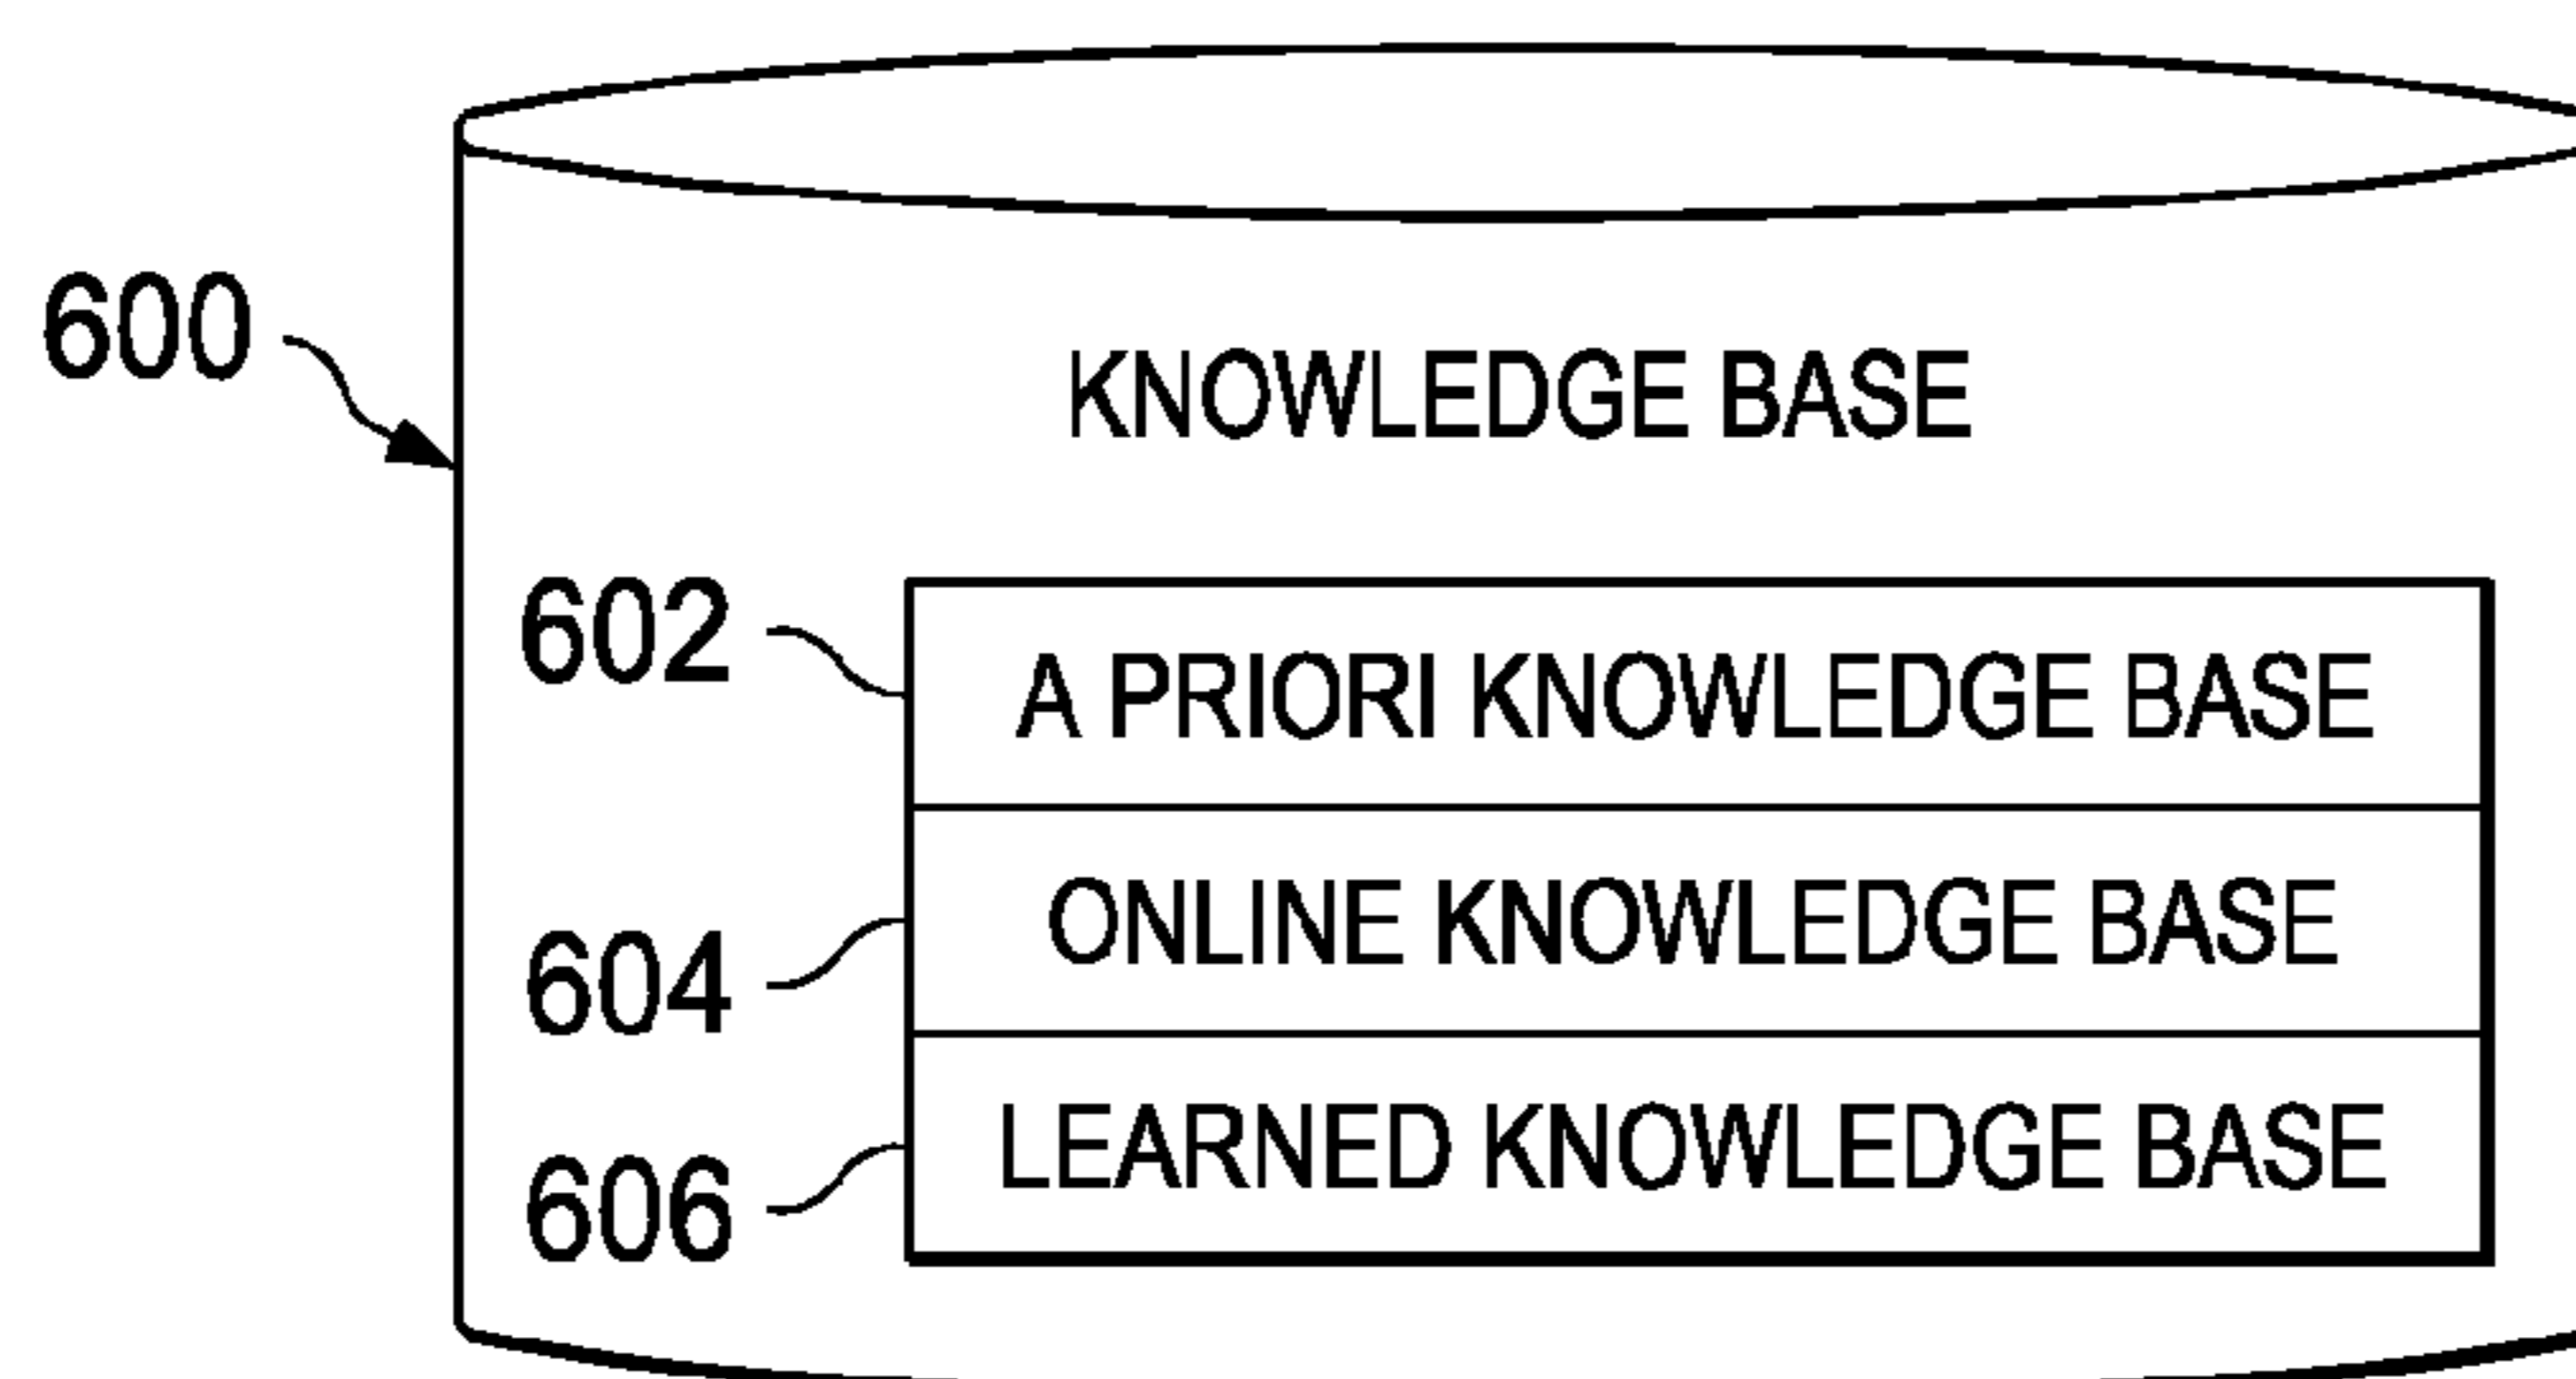 600
KNOWLEDGE BASE
602
A PRIORI KNOWLEDGE BASE
604
ONLINE KNOWLEDGE BASE
606
LEARNED KNOWLEDGE BASE